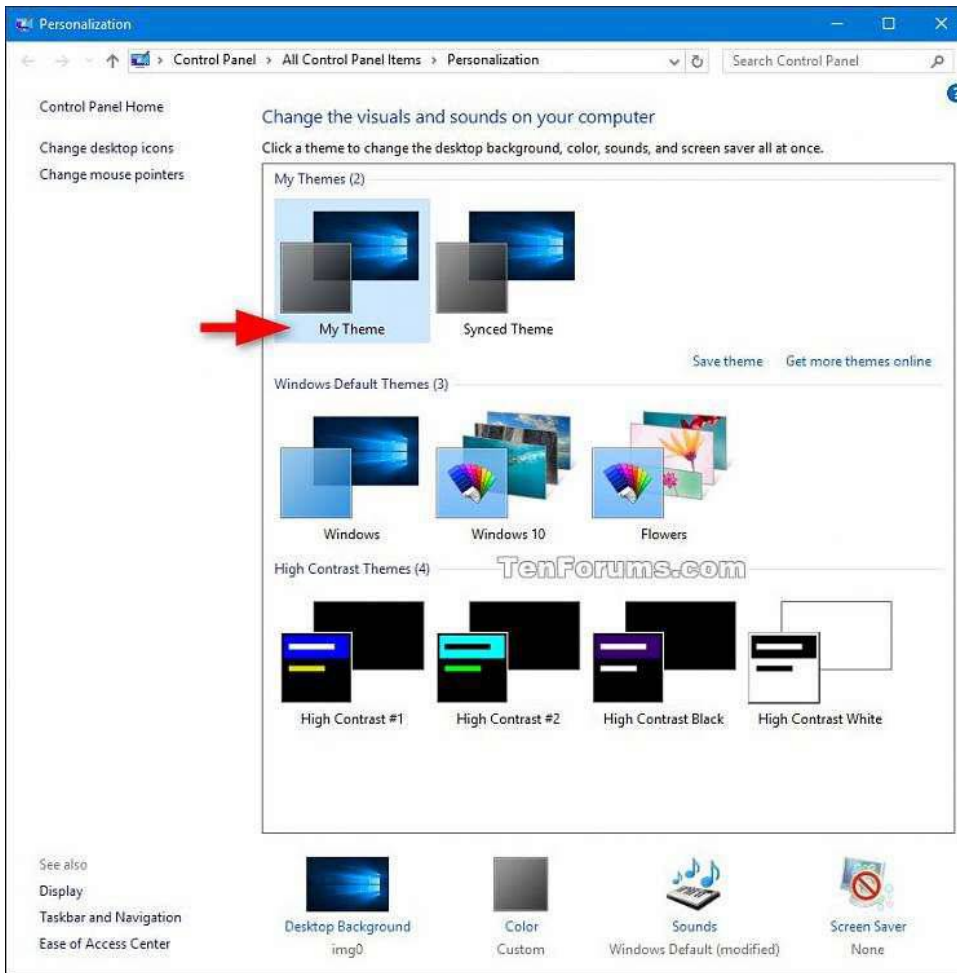 Personalization
Control Panel > All Control Panel Items > Personalization
Search Control Panel
Control Panel Home
Change desktop icons
Change mouse pointers
Change the visuals and sounds on your computer
Click a theme to change the desktop background, color, sounds, and screen saver all at once.
My Themes (2)
My Theme
Synced Theme
Save theme
Get more themes online
Windows Default Themes (3)
Windows
Windows 10
Flowers
High Contrast Themes (4)
TenForums.com
High Contrast #1
High Contrast #2
High Contrast Black
High Contrast White
See also
Display
Taskbar and Navigation
Ease of Access Center
Desktop Background
img0
Color
Custom
Sounds
Windows Default (modified)
Screen Saver
None